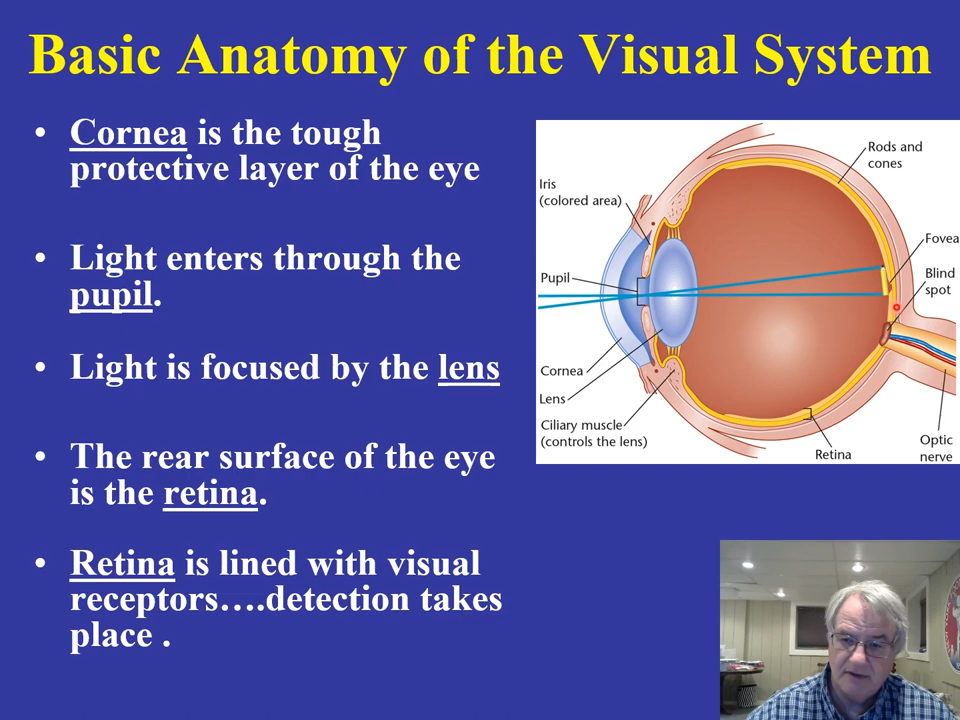 Basic Anatomy of the Visual System
• Cornea is the tough
protective layer of the eye
• Light enters through the
pupil.
• Light is focused by the lens
• The rear surface of the eye
is the retina.
• Retina is lined with visual
receptors….detection takes
place .
Rods and
cones
Iris
(colored area)
Fovea
Pupil
Blind
spot
Cornea
Lens
Ciliary muscle
(controls the lens)
Retina
Optic
nerve